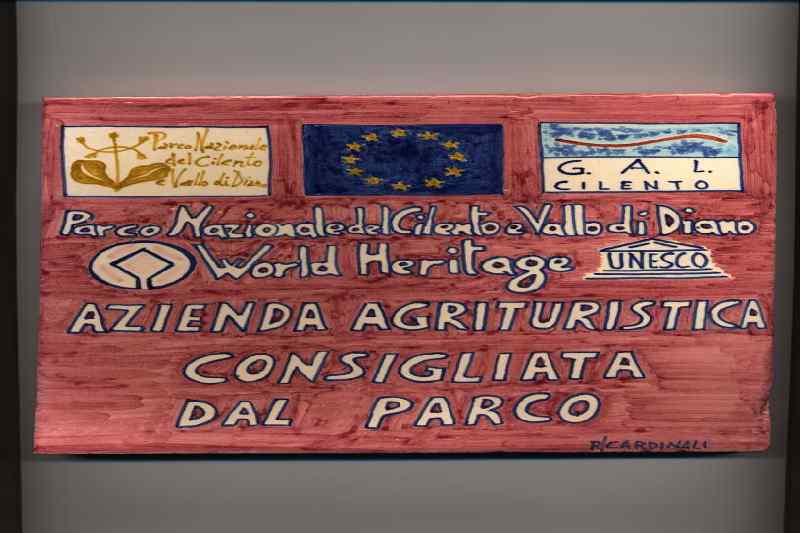 Parco Nazionale
del Cilento
e Vallo di Diano
G. A. L.
CILENTO
Parco Nazionale del Cilento e Vallo di Diano
World Heritage UNESCO
AZIENDA AGRITURISTICA
CONSIGLIATA
DAL PARCO
R/CARDINALI